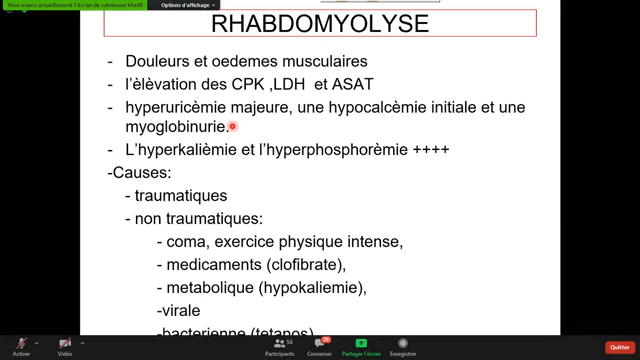 Vous voyez actuellement l'écran de rahmouni khelil
Options d'affichage
RHABDOMYOLYSE
- Douleurs et oedemes musculaires
- l'èlèvation des CPK ,LDH et ASAT
- hyperuricèmie majeure, une hypocalcèmie initiale et une
myoglobinurie.
- L'hyperkalièmie et l'hyperphosphorèmie ++++
-Causes:
- traumatiques
- non traumatiques:
- coma, exercice physique intense,
- medicaments (clofibrate),
- metabolique (hypokaliemie),
-virale
-bacterienne (tetanos)
Activer
Vidéo
56
Participants
26
Converser
Partager l'écran
Enregistrer
Quitter